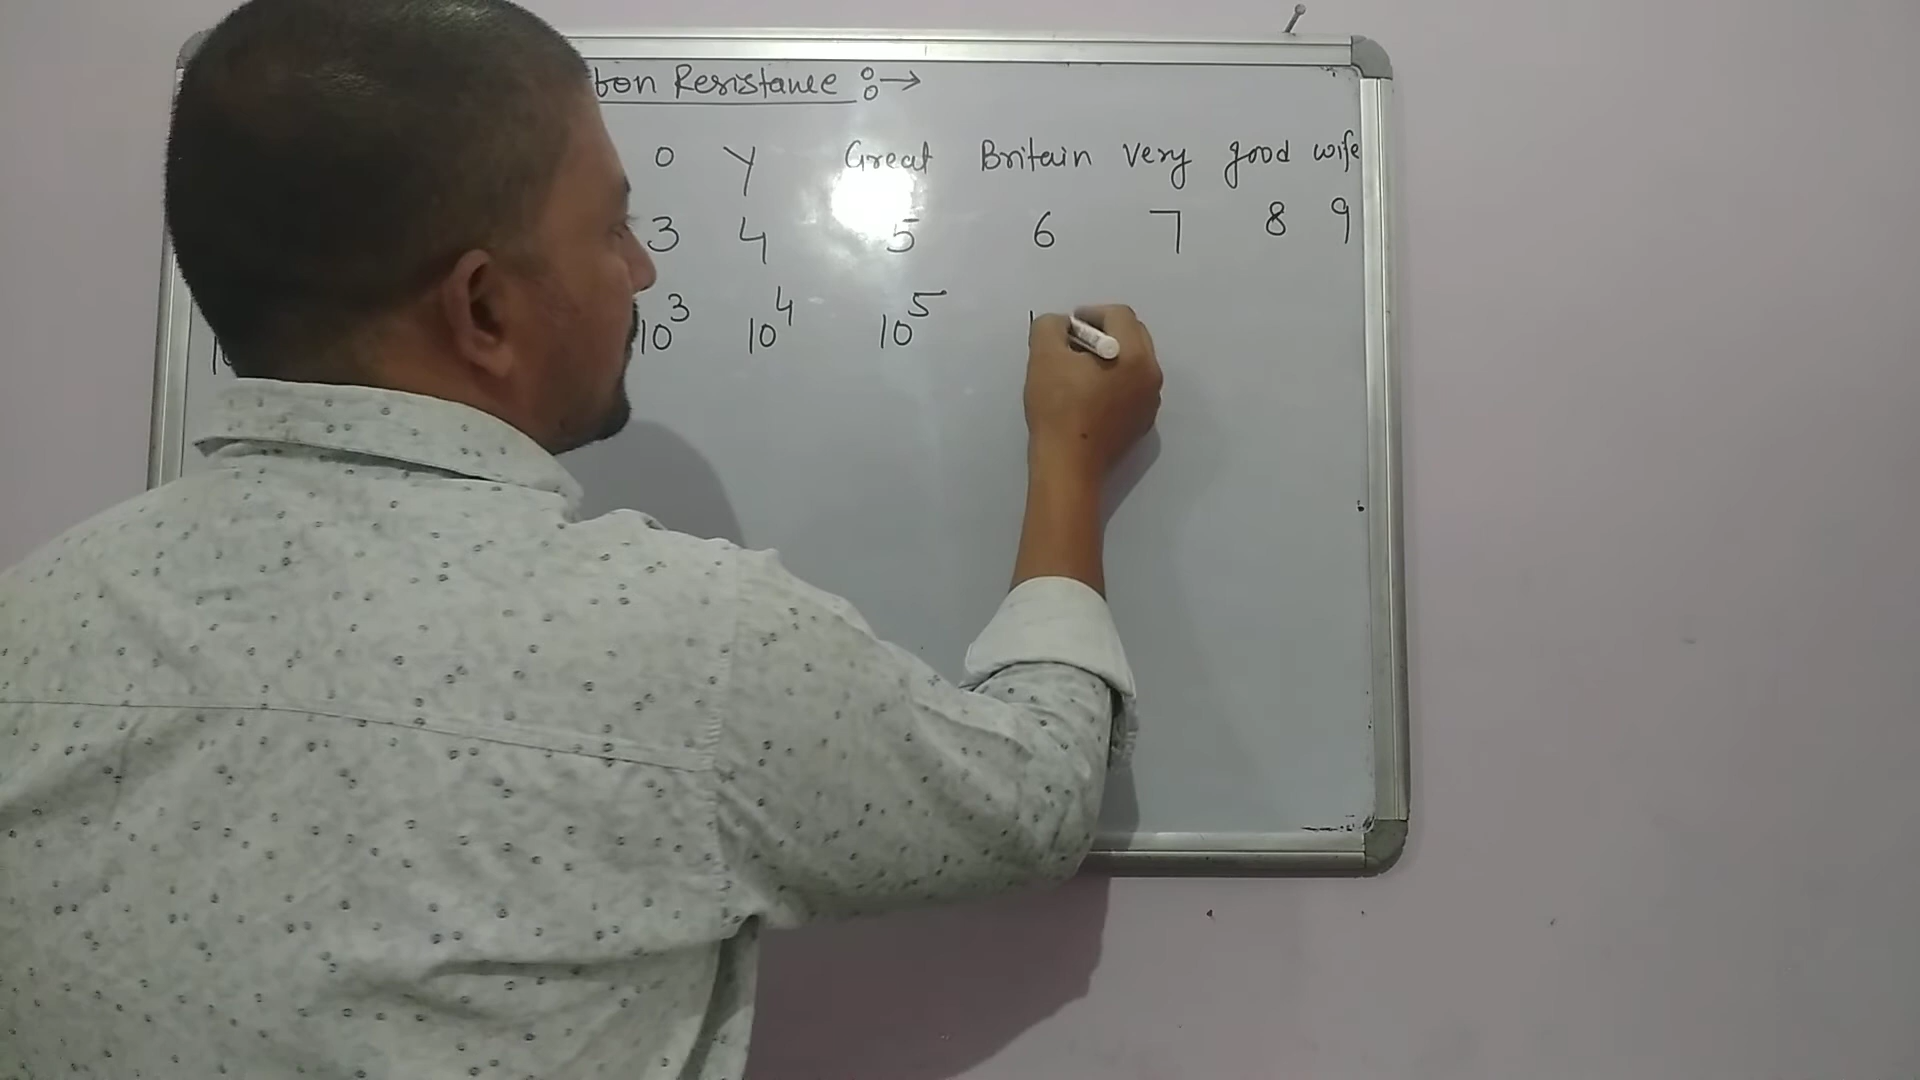 bon Resistance :→
O Y Great Britain Very good wife
3 4 5 6 7 8 9
10^3 10^4 10^5